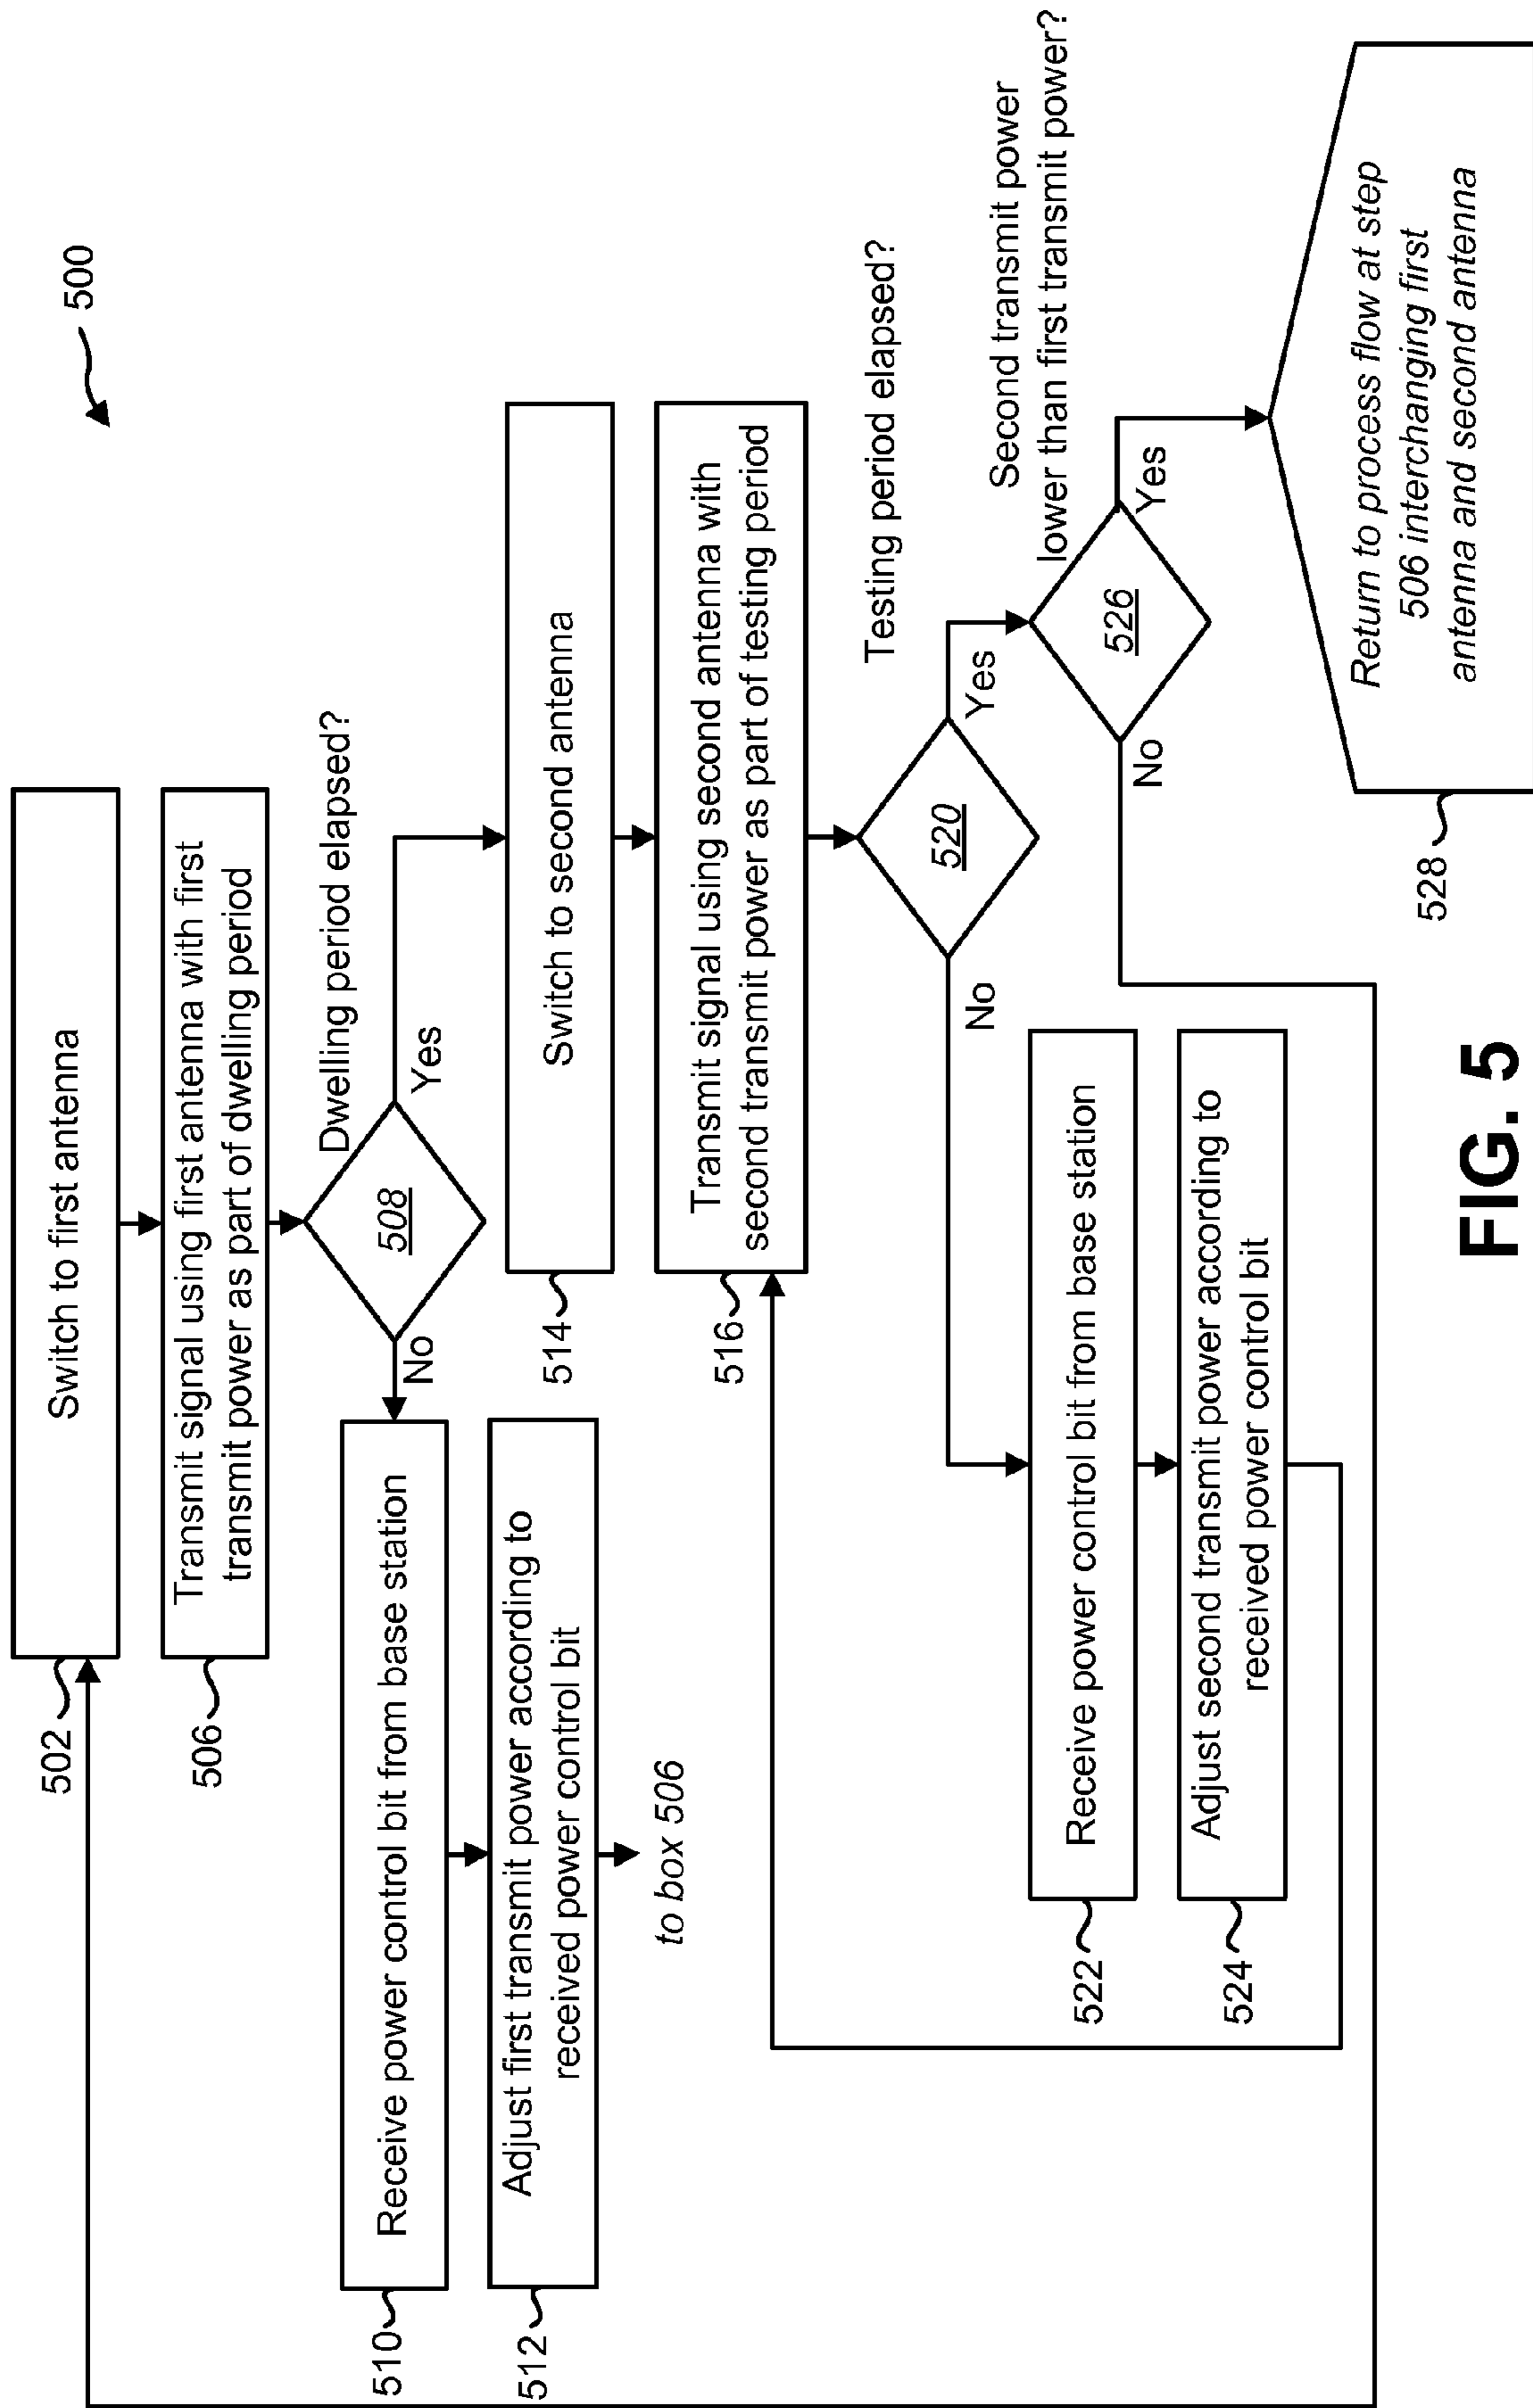 500
502
Switch to first antenna
506
Transmit signal using first antenna with first
transmit power as part of dwelling period
Dwelling period elapsed?
508
No
Yes
510
Receive power control bit from base station
512
Adjust first transmit power according to
received power control bit
to box 506
514
Switch to second antenna
516
Transmit signal using second antenna with
second transmit power as part of testing period
Testing period elapsed?
520
No
Yes
522
Receive power control bit from base station
524
Adjust second transmit power according to
received power control bit
Second transmit power
lower than first transmit power?
526
No
Yes
528
Return to process flow at step
506 interchanging first
antenna and second antenna
FIG. 5